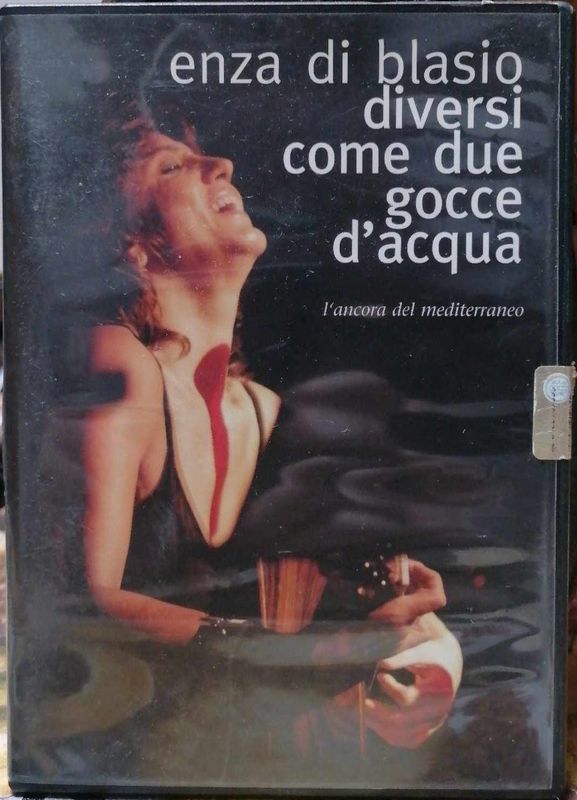 enza di blasio
diversi
come due
gocce
d'acqua
l'ancora del mediterraneo